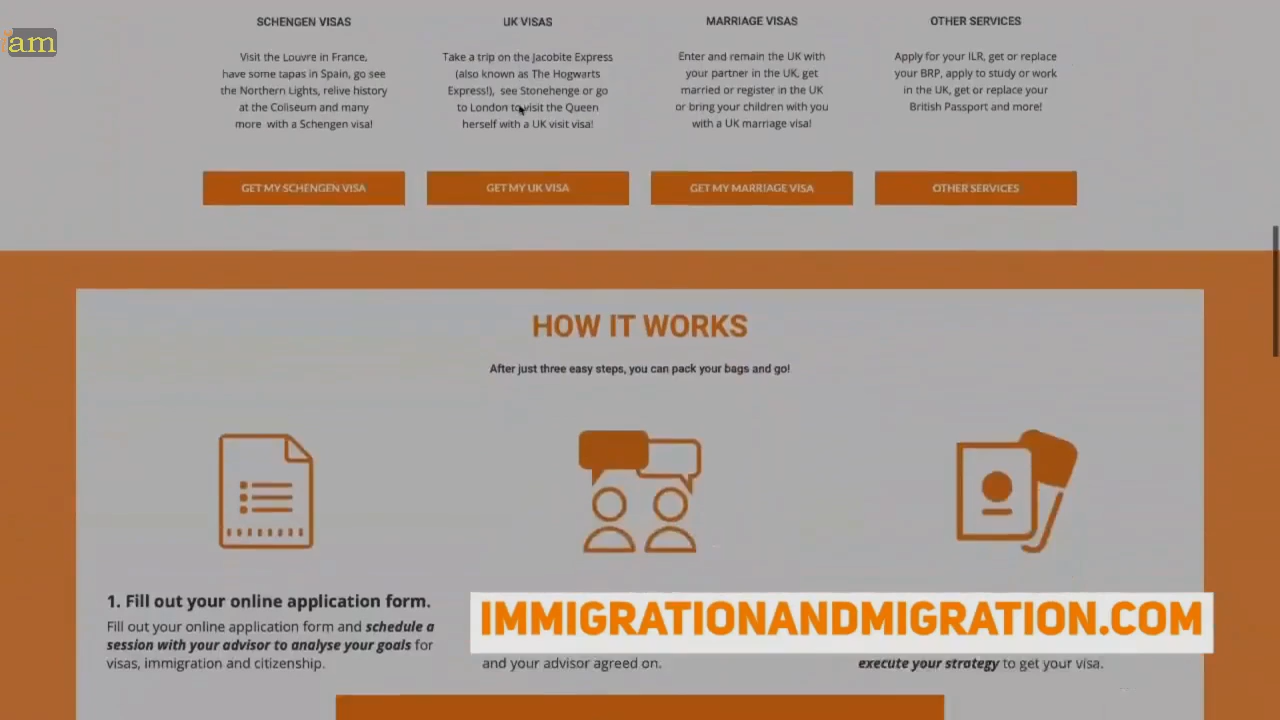 fam
SCHENGEN VISAS
Visit the Louvre in France,
have some tapas in Spain, go see
the Northern Lights, relive history
at the Coliseum and many
more with a Schengen visa!
GET MY SCHENGEN VISA
UK VISAS
Take a trip on the Jacobite Express
(also known as The Hogwarts
Express!), see Stonehenge or go
to London to visit the Queen
herself with a UK visit visa!
GET MY UK VISA
MARRIAGE VISAS
Enter and remain the UK with
your partner in the UK, get
married or register in the UK
or bring your children with you
with a UK marriage visa!
GET MY MARRIAGE VISA
OTHER SERVICES
Apply for your ILR, get or replace
your BRP, apply to study or work
in the UK, get or replace your
British Passport and more!
OTHER SERVICES
HOW IT WORKS
After just three easy steps, you can pack your bags and go!
1. Fill out your online application form.
Fill out your online application form and schedule a
session with your advisor to analyse your goals for
visas, immigration and citizenship.
IMMIGRATIONANDMIGRATION.COM
and your advisor agreed on.
execute your strategy to get your visa.